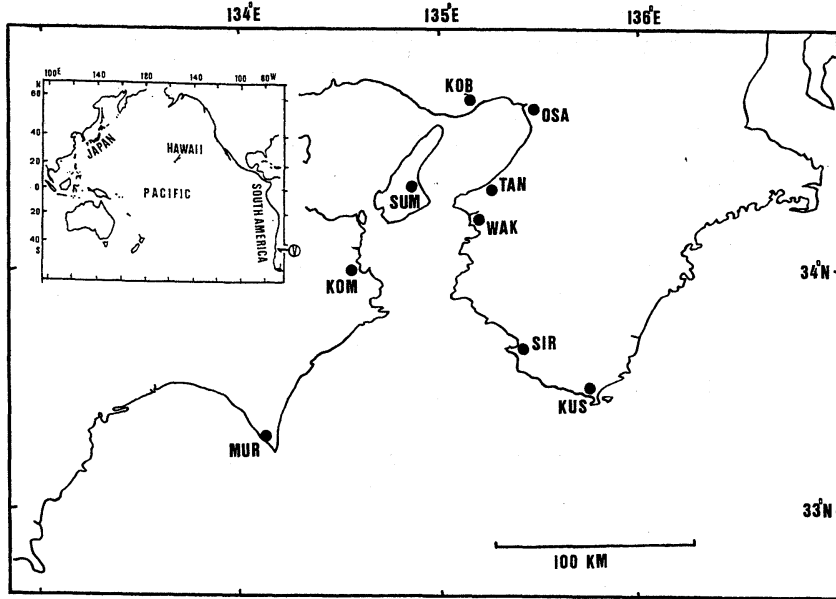 134°E 135°E 136°E
100E 140 180 140 100 60W
N
60
40
20
0
20
40
S
JAPAN
HAWAII
PACIFIC
SOUTH AMERICA
KOB
OSA
SUM
TAN
WAK
KOM
34°N
SIR
KUS
MUR
33°N
100 KM